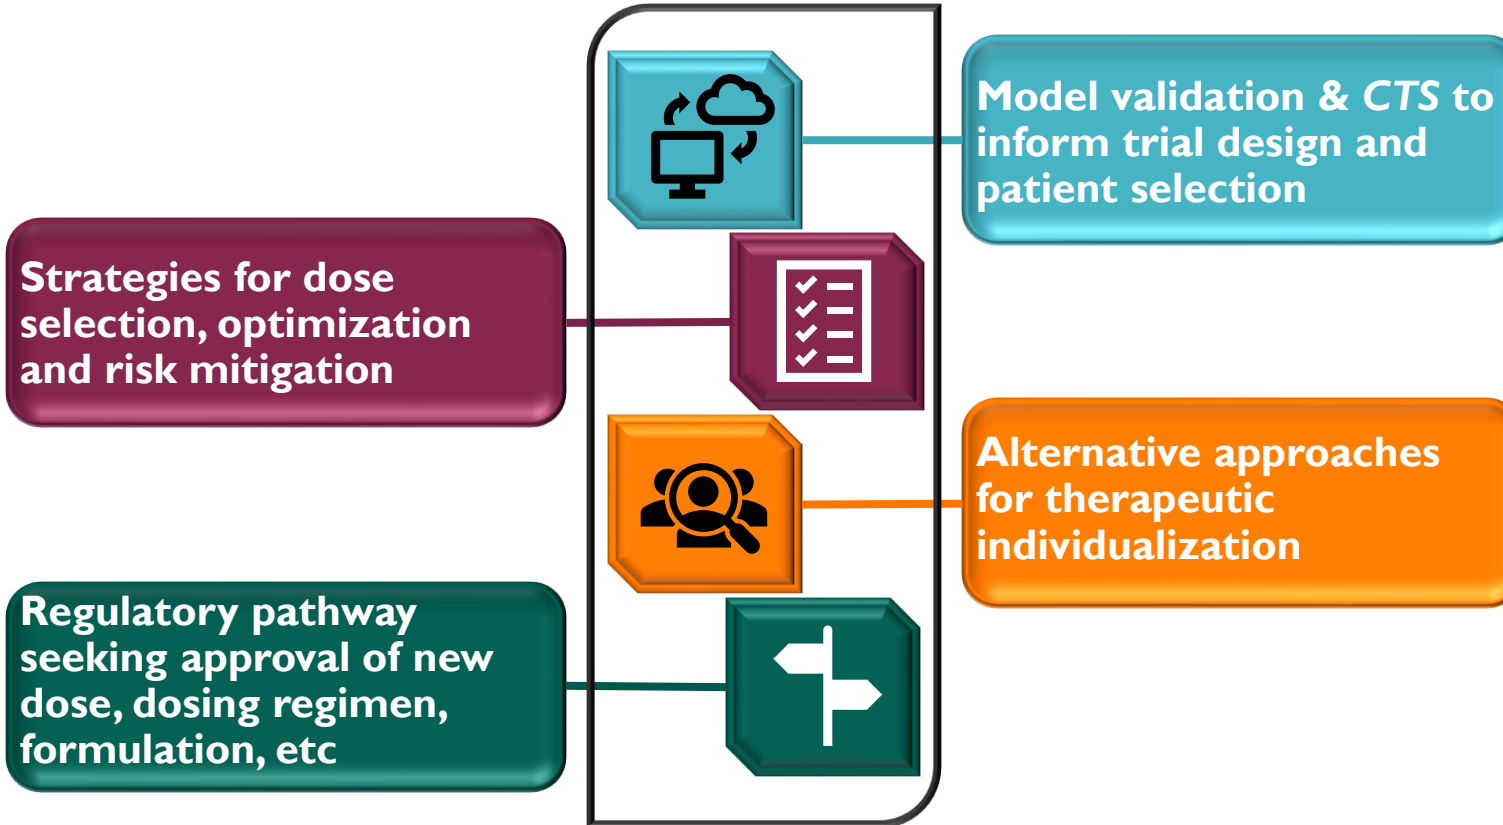 Model validation & CTS to
inform trial design and
patient selection
Strategies for dose
selection, optimization
and risk mitigation
Alternative approaches
for therapeutic
individualization
Regulatory pathway
seeking approval of new
dose, dosing regimen,
formulation, etc